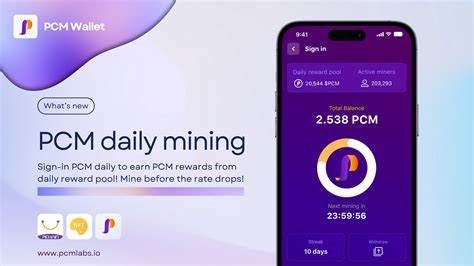 PCM Wallet
What's new
PCM daily mining
Sign-in PCM daily to earn PCM rewards from
daily reward pool! Mine before the rate drops!
NFT
www.pcmlabs.io
9:41
Sign in
Daily reward pool
20,544 $PCM
Active miners
203,293
Total Balance
2.538 PCM
Next mining in
23:59:56
Streak
10 days
Withdraw